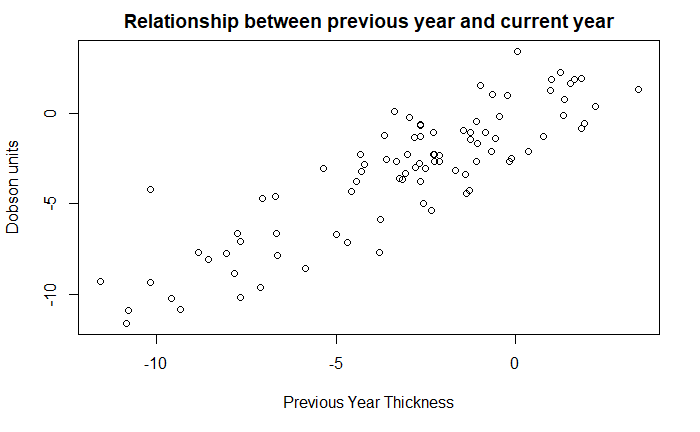 Relationship between previous year and current year
Dobson units
0
-5
-10
-10
-5
0
Previous Year Thickness